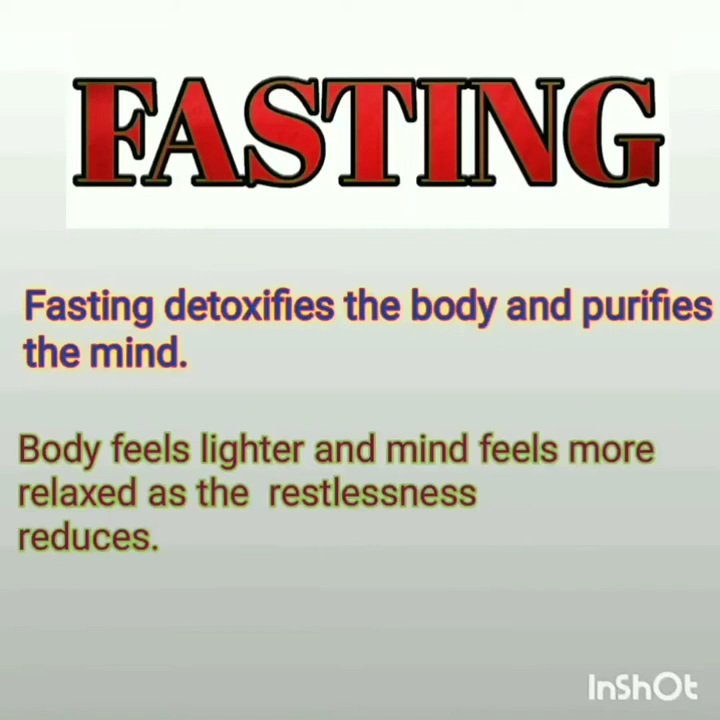 FASTING
Fasting detoxifies the body and purifies
the mind.
Body feels lighter and mind feels more
relaxed as the restlessness
reduces.
InShOt